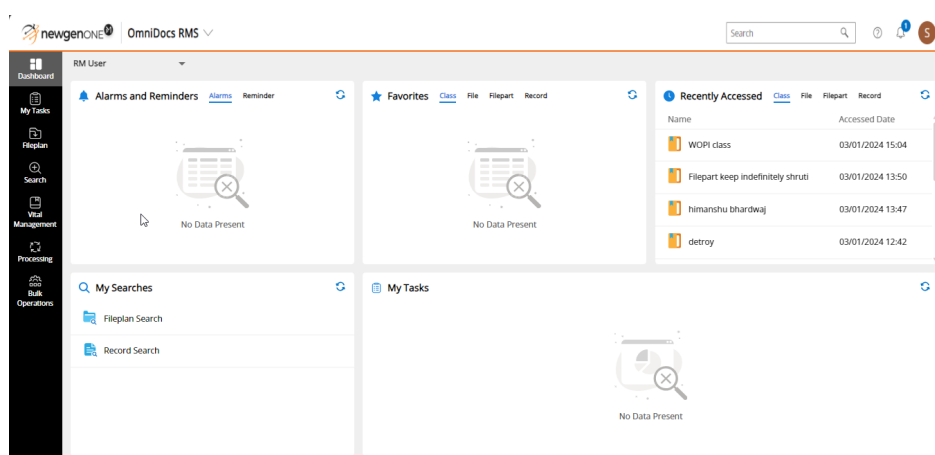 newgenONE OmniDocs RMS
Search
1
S
Dashboard
My Tasks
Fileplan
Search
Vital
Management
Processing
Bulk
Operations
RM User
Alarms and Reminders Alarms Reminder
No Data Present
Favorites Class File Filepart Record
No Data Present
Recently Accessed Class File Filepart Record
Name Accessed Date
WOPI class 03/01/2024 15:04
Filepart keep indefinitely shruti 03/01/2024 13:50
himanshu bhardwaj 03/01/2024 13:47
detroy 03/01/2024 12:42
My Searches
Fileplan Search
Record Search
My Tasks
No Data Present